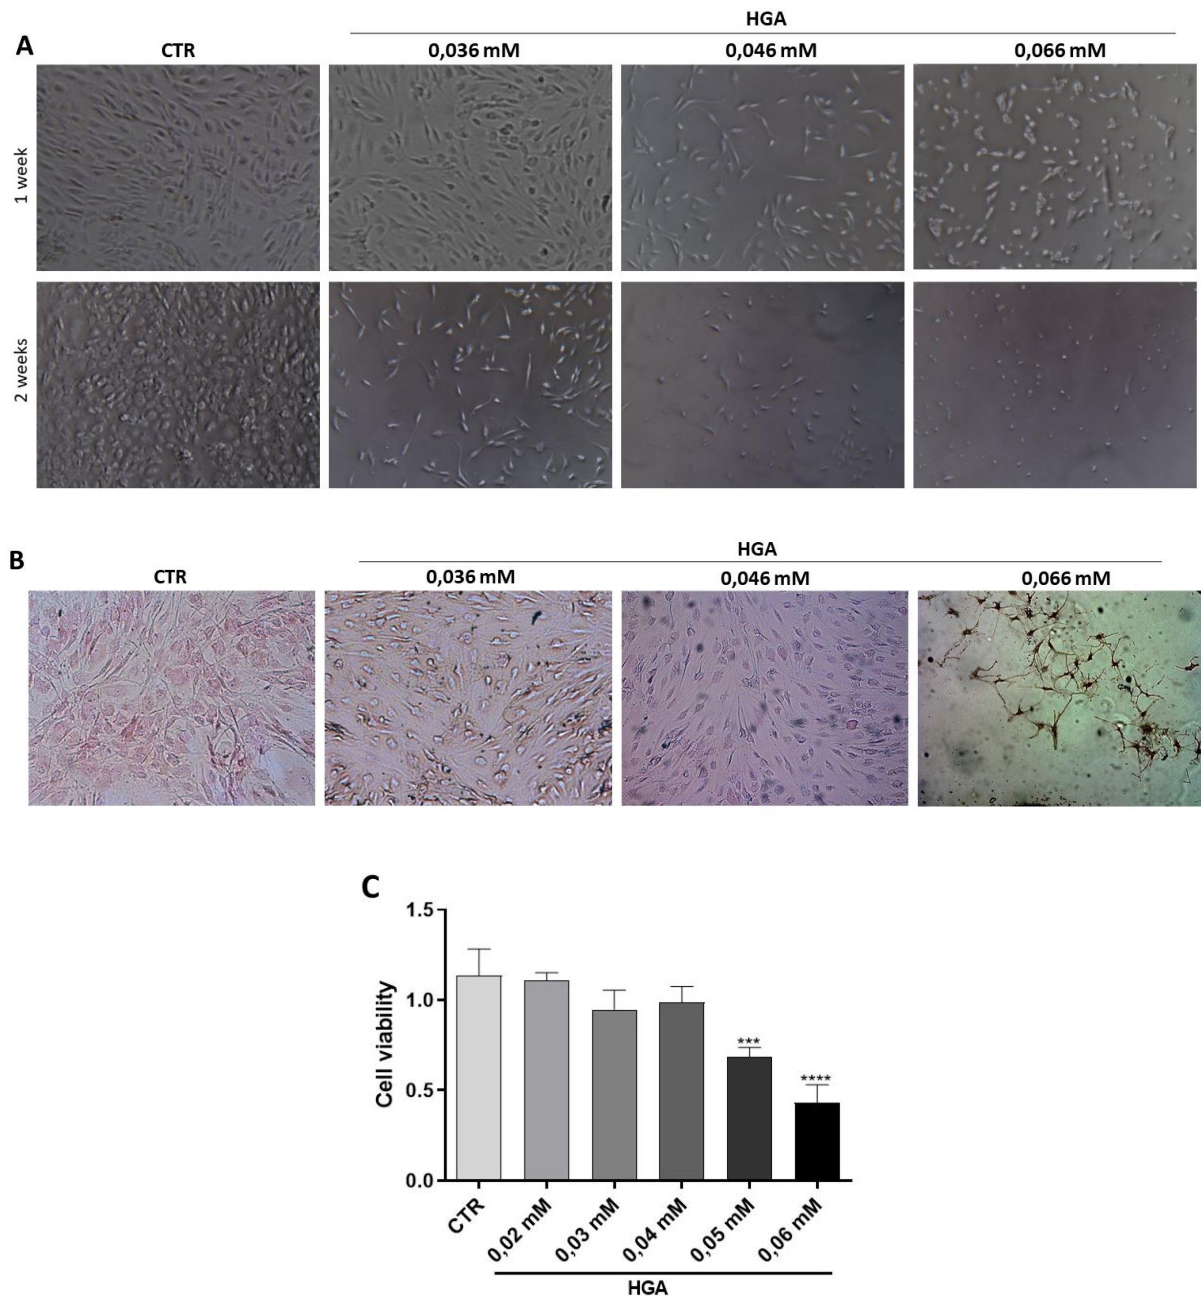 HGA
A
CTR
0,036 mM
0,046 mM
0,066 mM
1 week
2 weeks
B
HGA
CTR
0,036 mM
0,046 mM
0,066 mM
C
Cell viability
1.5
1.0
0.5
0.0
***
****
CTR
0,02 mM
0,03 mM
0,04 mM
0,05 mM
0,06 mM
HGA